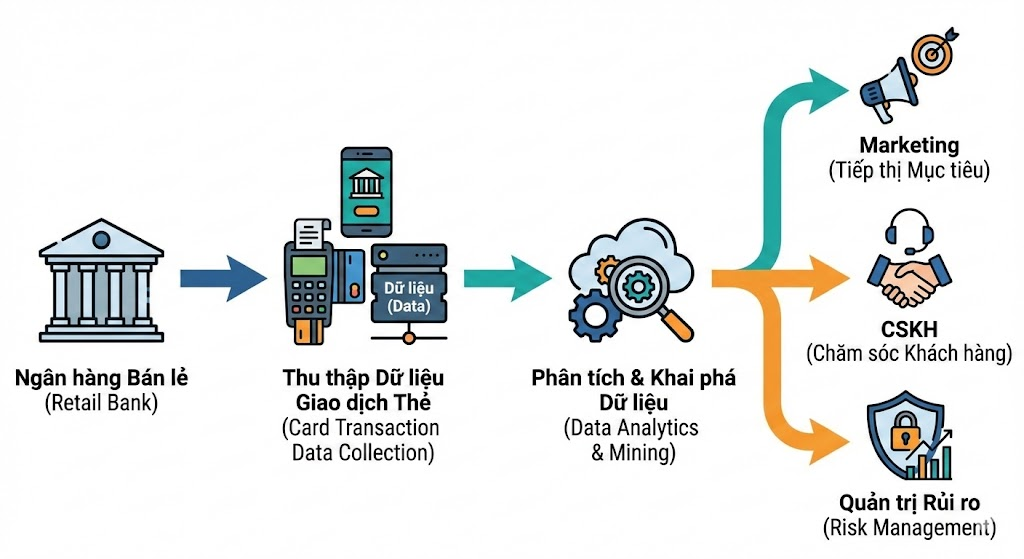 Dữ liệu
(Data)
Ngân hàng Bán lẻ
(Retail Bank)
Thu thập Dữ liệu
Giao dịch Thẻ
(Card Transaction
Data Collection)
Phân tích & Khai phá
Dữ liệu
(Data Analytics
& Mining)
Marketing
(Tiếp thị Mục tiêu)
CSKH
(Chăm sóc Khách hàng)
Quản trị Rủi ro
(Risk Management)